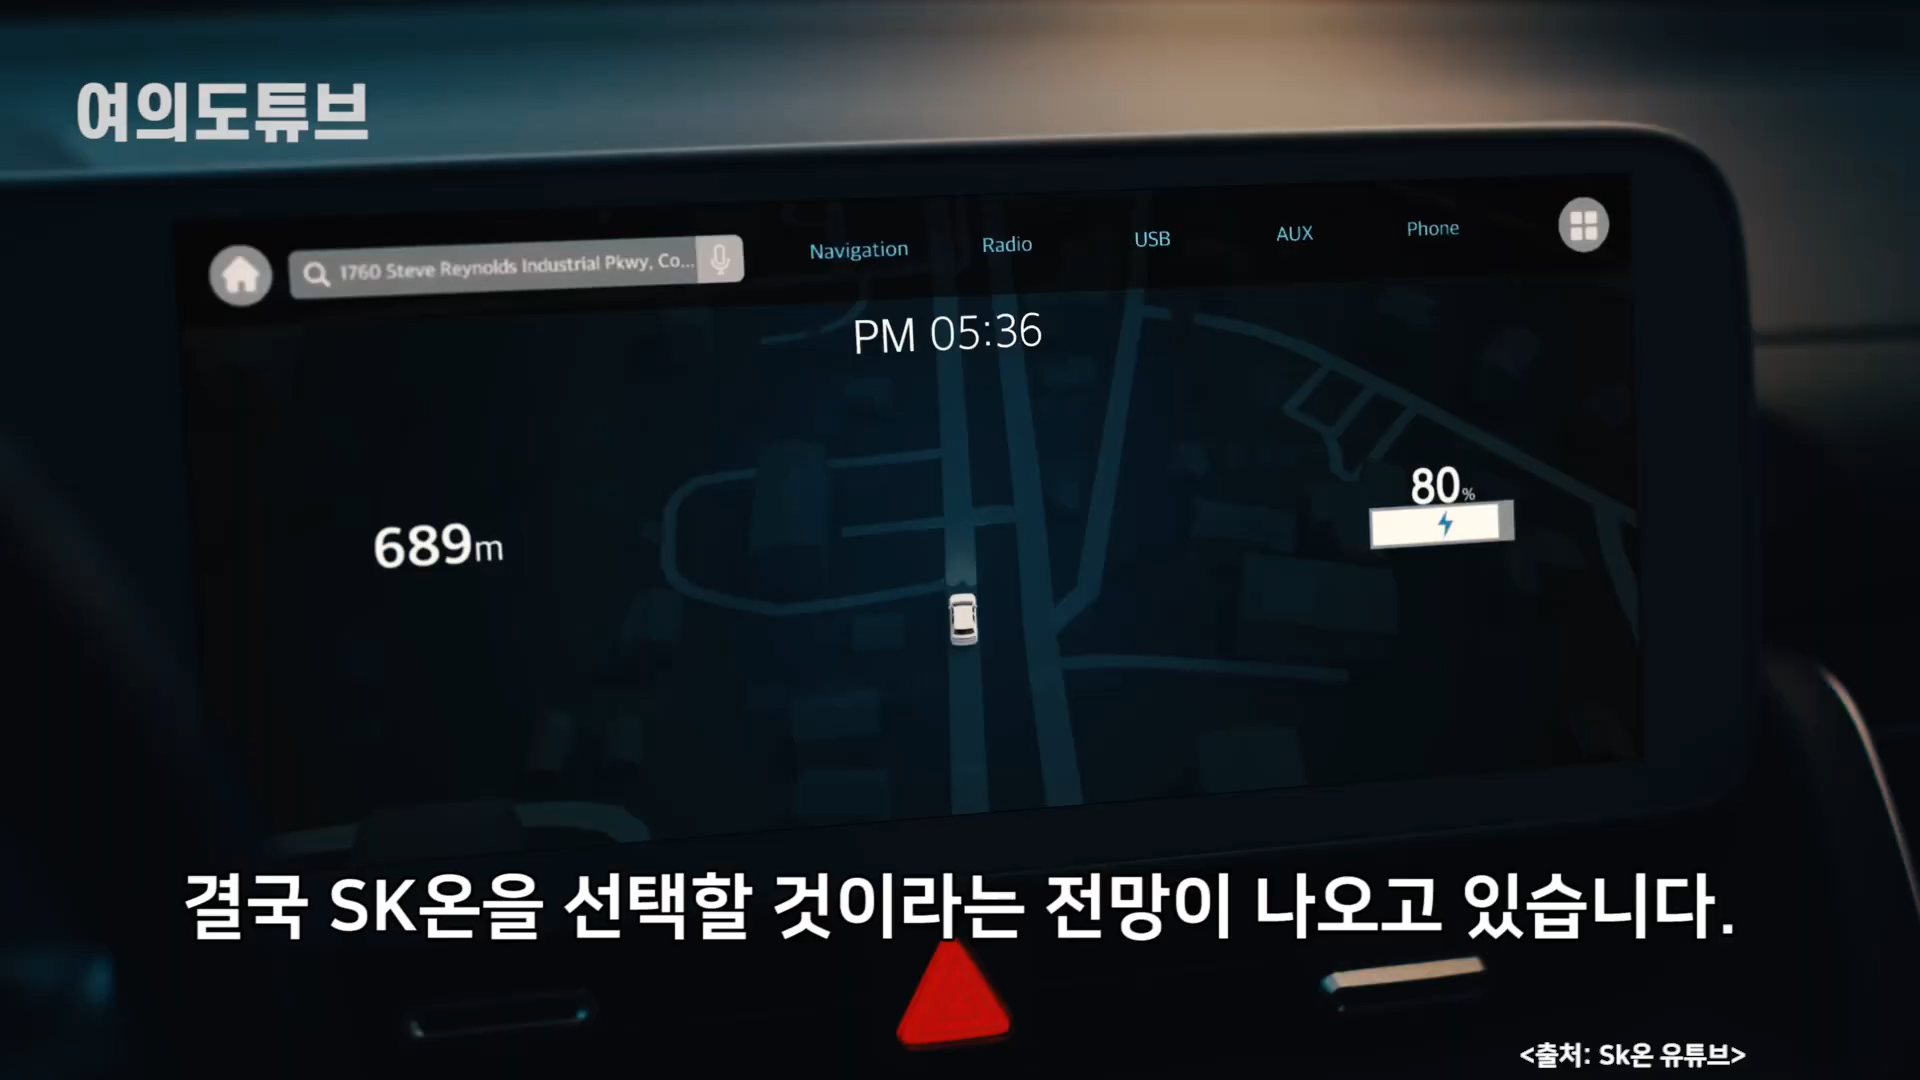 여의도튜브
1760 Steve Reynolds Industrial Pkwy, Co...
Navigation
Radio
USB
AUX
Phone
PM 05:36
80%
689m
결국 SK온을 선택할 것이라는 전망이 나오고 있습니다.
<출처: Sk온 유튜브>